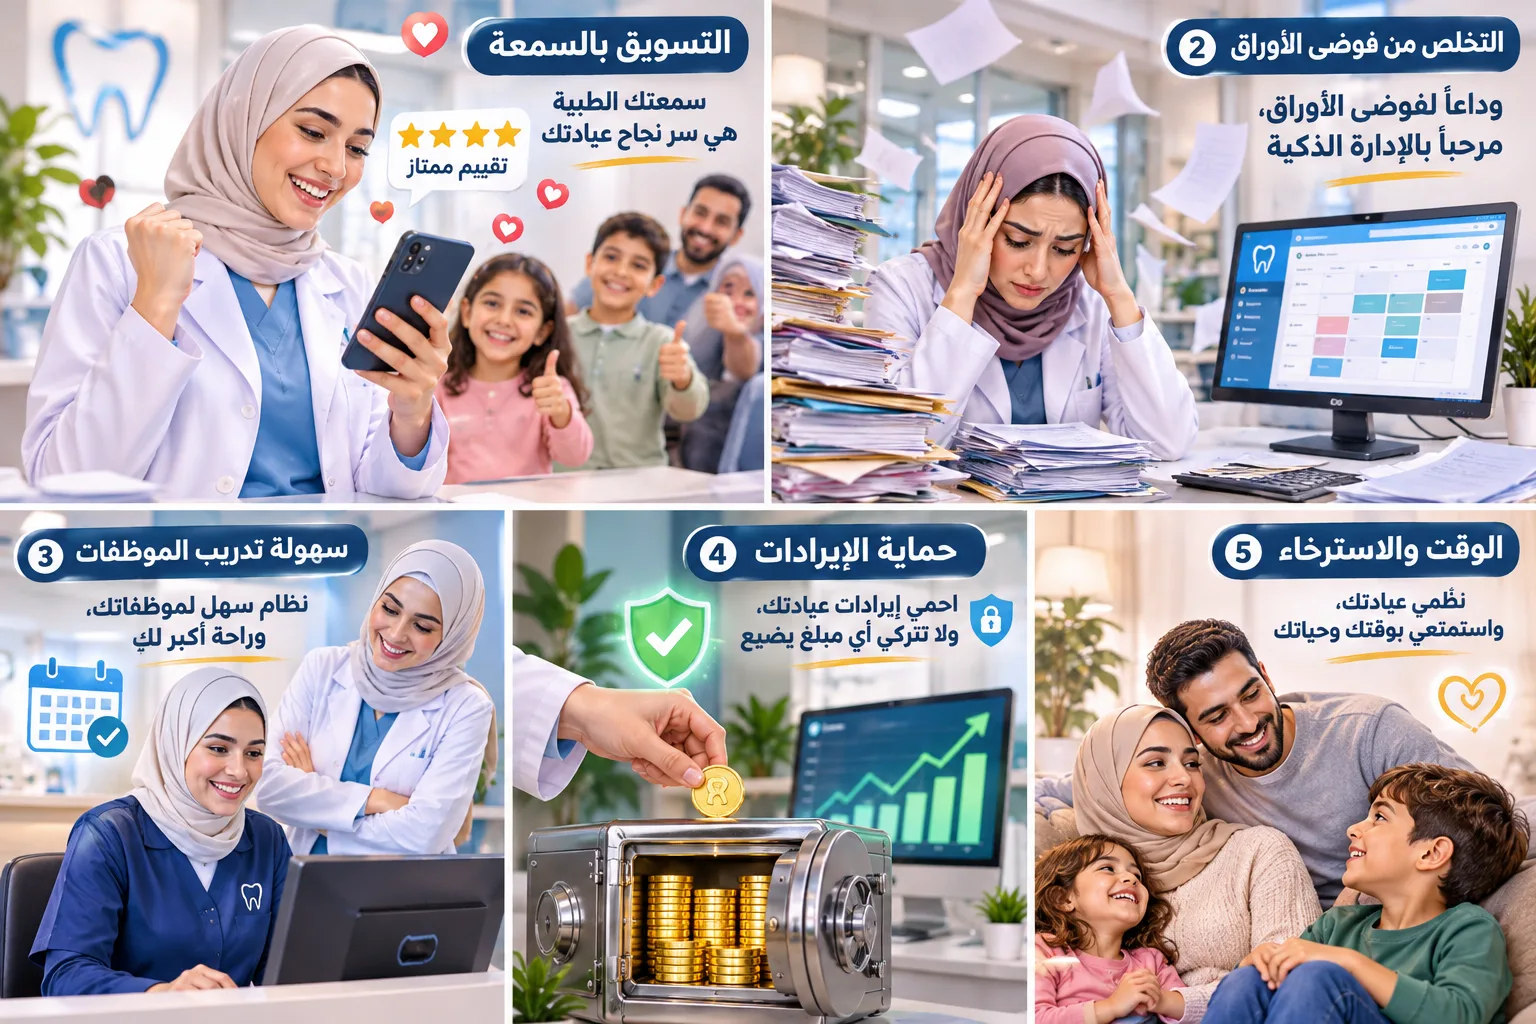 التسويق بالسمعة
سمعتك الطبية
هي سر نجاح عيادتك
تقييم ممتاز
2 التخلص من فوضى الأوراق
وداعاً لفوضى الأوراق،
مرحباً بالإدارة الذكية
3 سهولة تدريب الموظفات
نظام سهل لموظفاتك،
وراحة أكبر لكِ
4 حماية الإيرادات
احمي إيرادات عيادتك،
ولا تتركي أي مبلغ يضيع
5 الوقت والاسترخاء
نظّمي عيادتك،
واستمتعي بوقتك وحياتك